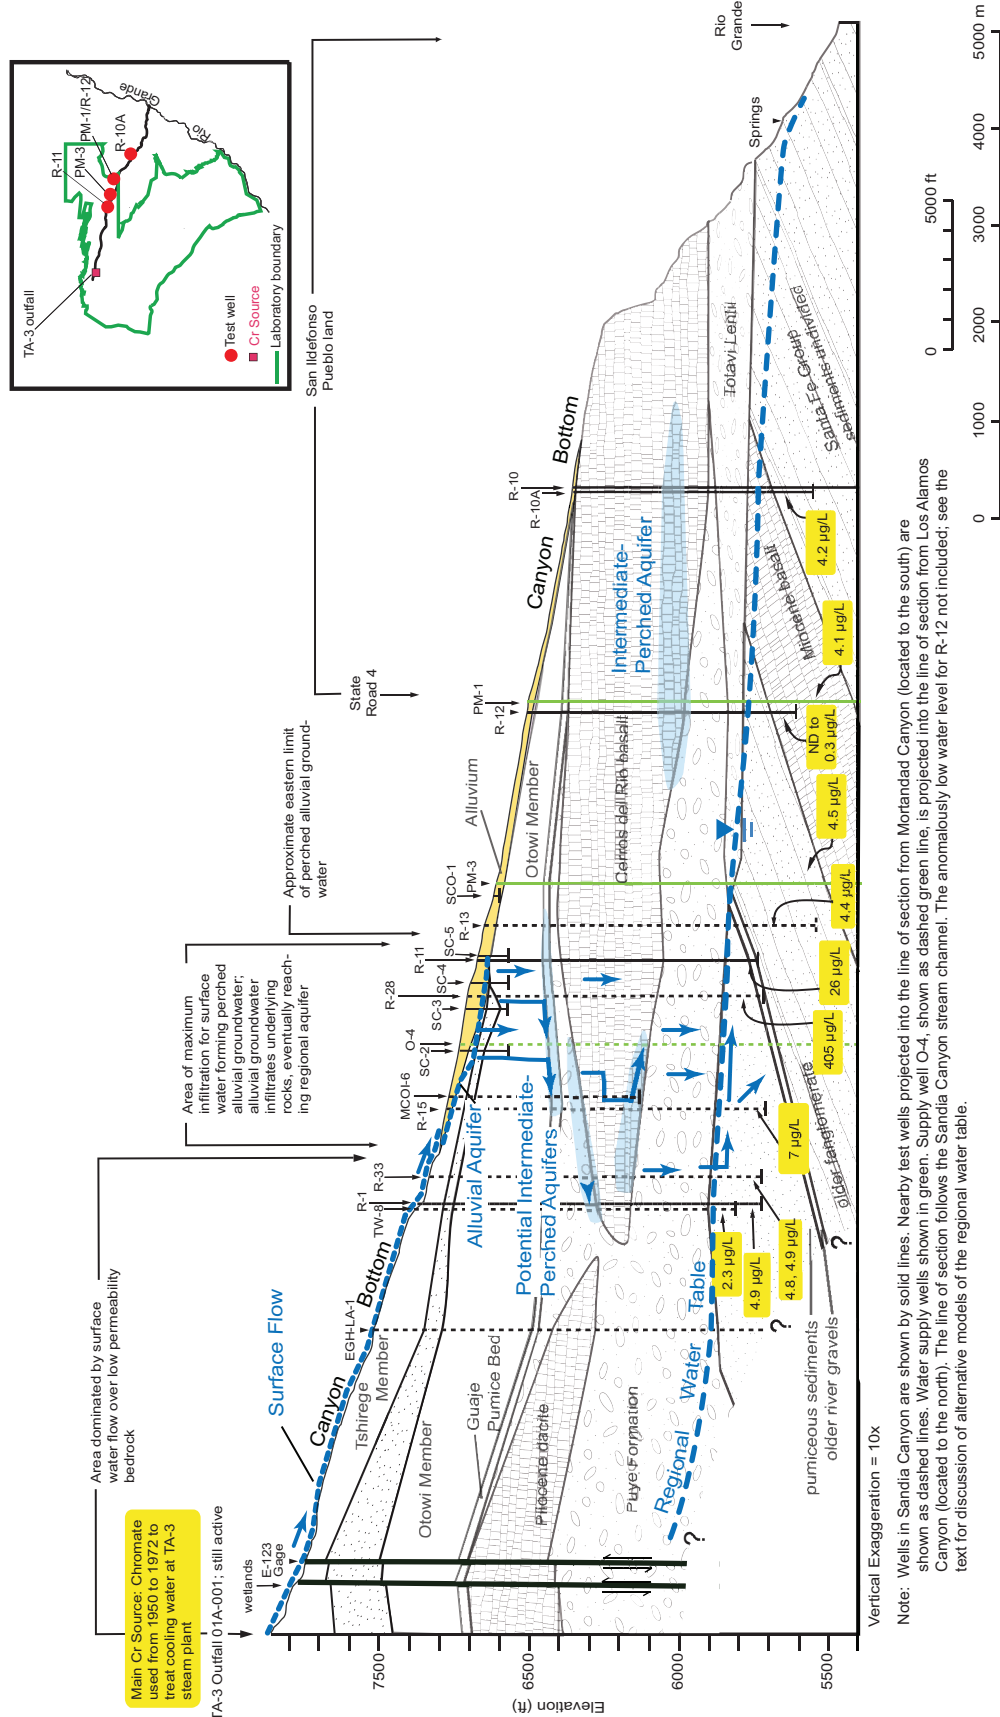 Main Cr Source: Chromate
used from 1950 to 1972 to
treat cooling water at TA-3
steam plant
TA-3 Outfall 01A-001; still active
wetlands
E-123
Gage
Area dominated by surface
water flow over low permeability
bedrock
Area of maximum
infiltration for surface
water forming perched
alluvial groundwater;
alluvial groundwater
infiltrates underlying
rocks, eventually reach-
ing regional aquifer
Approximate eastern limit
of perched alluvial ground-
water
State
Road 4
San Ildefonso
Pueblo land
Rio
Grande
TA-3 outfall
R-11
PM-3
PM-1/R-12
R-10A
Rio
Grande
Test well
Cr Source
Laboratory boundary
Surface Flow
Canyon
Bottom
EGH-LA-1
TW-8
R-1
R-33
R-15
MCOI-6
SC-2
O-4
SC-3
R-28
SC-4
R-11
SC-5
R-13
PM-3
SCO-1
Alluvium
R-12
PM-1
Canyon
Bottom
R-10A
R-10
Springs
Tshirege
Member
Otowi Member
Guaje
Pumice Bed
Pliocene dacite
Puye Formation
Alluvial Aquifer
Potential Intermediate-
Perched Aquifers
Otowi Member
Cerros del Rio basalt
Intermediate-
Perched Aquifer
Totavi Lentil
Santa Fe Group
sediments undivided
Miocene basalt
older fanglomerate
pumiceous sediments
older river gravels
Regional
Water
Table
?
?
?
2.3 µg/L
4.9 µg/L
4.8, 4.9 µg/L
7 µg/L
405 µg/L
26 µg/L
4.4 µg/L
4.5 µg/L
ND to
0.3 µg/L
4.1 µg/L
4.2 µg/L
7500
6500
6000
5500
Elevation (ft)
0
5000 ft
0
1000
2000
3000
4000
5000 m
Vertical Exaggeration = 10x
Note: Wells in Sandia Canyon are shown by solid lines. Nearby test wells projected into the line of section from Mortandad Canyon (located to the south) are
shown as dashed lines. Water supply wells shown in green. Supply well O-4, shown as dashed green line, is projected into the line of section from Los Alamos
Canyon (located to the north). The line of section follows the Sandia Canyon stream channel. The anomalously low water level for R-12 not included; see the
text for discussion of alternative models of the regional water table.